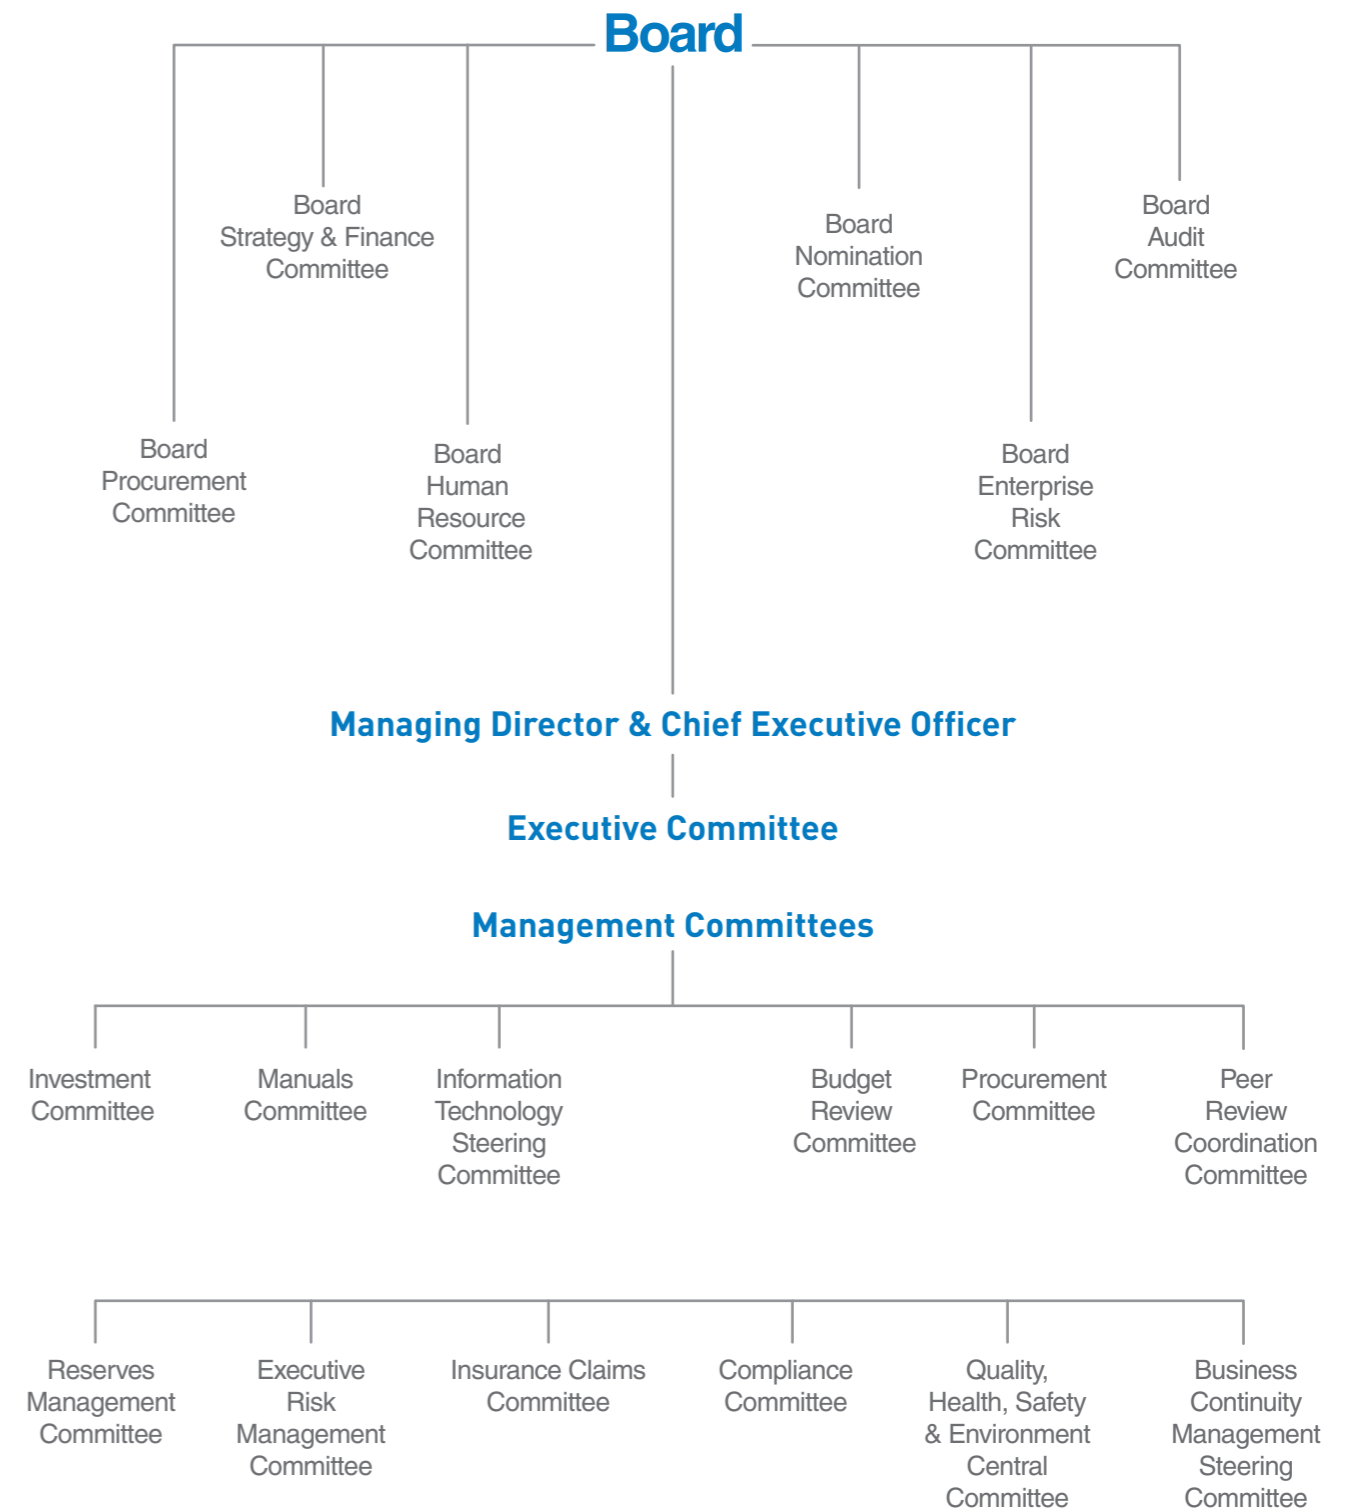 Board
Board
Strategy & Finance
Committee
Board
Nomination
Committee
Board
Audit
Committee
Board
Procurement
Committee
Board
Human
Resource
Committee
Board
Enterprise
Risk
Committee
Managing Director & Chief Executive Officer
Executive Committee
Management Committees
Investment
Committee
Manuals
Committee
Information
Technology
Steering
Committee
Budget
Review
Committee
Procurement
Committee
Peer
Review
Coordination
Committee
Reserves
Management
Committee
Executive
Risk
Management
Committee
Insurance Claims
Committee
Compliance
Committee
Quality,
Health, Safety
& Environment
Central
Committee
Business
Continuity
Management
Steering
Committee